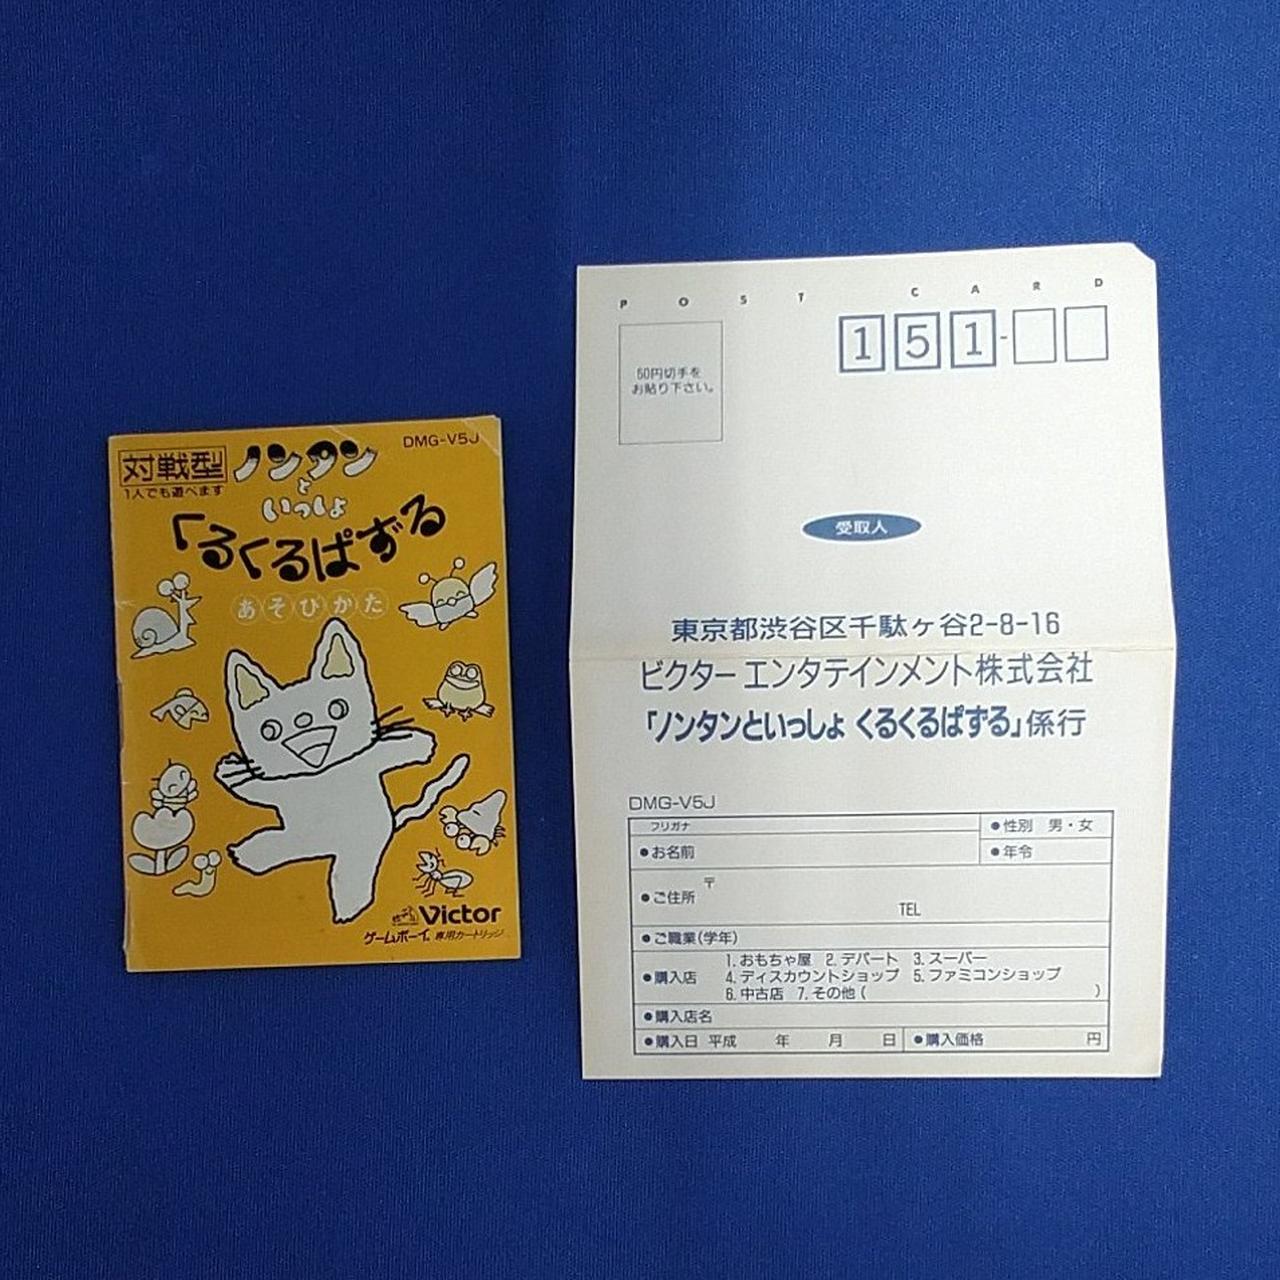 DMG-V5J
対戦型
1人でも遊べます
ノンタン
と
いっしょ
くるくるぱずる
あそびかた
Victor
ゲームボーイ 専用カートリッジ
POST CARD
50円切手を
お貼り下さい。
151-
受取人
東京都渋谷区千駄ヶ谷2-8-16
ビクターエンタテインメント株式会社
「ノンタンといっしょ くるくるぱずる」係行
DMG-V5J
フリガナ
●性別 男・女
●お名前
●年令
●ご住所 〒
TEL
●ご職業(学年)
●購入店 1.おもちゃ屋 2.デパート 3.スーパー
4.ディスカウントショップ 5.ファミコンショップ
6.中古店 7.その他( )
●購入店名
●購入日 平成 年 月 日 ●購入価格 円